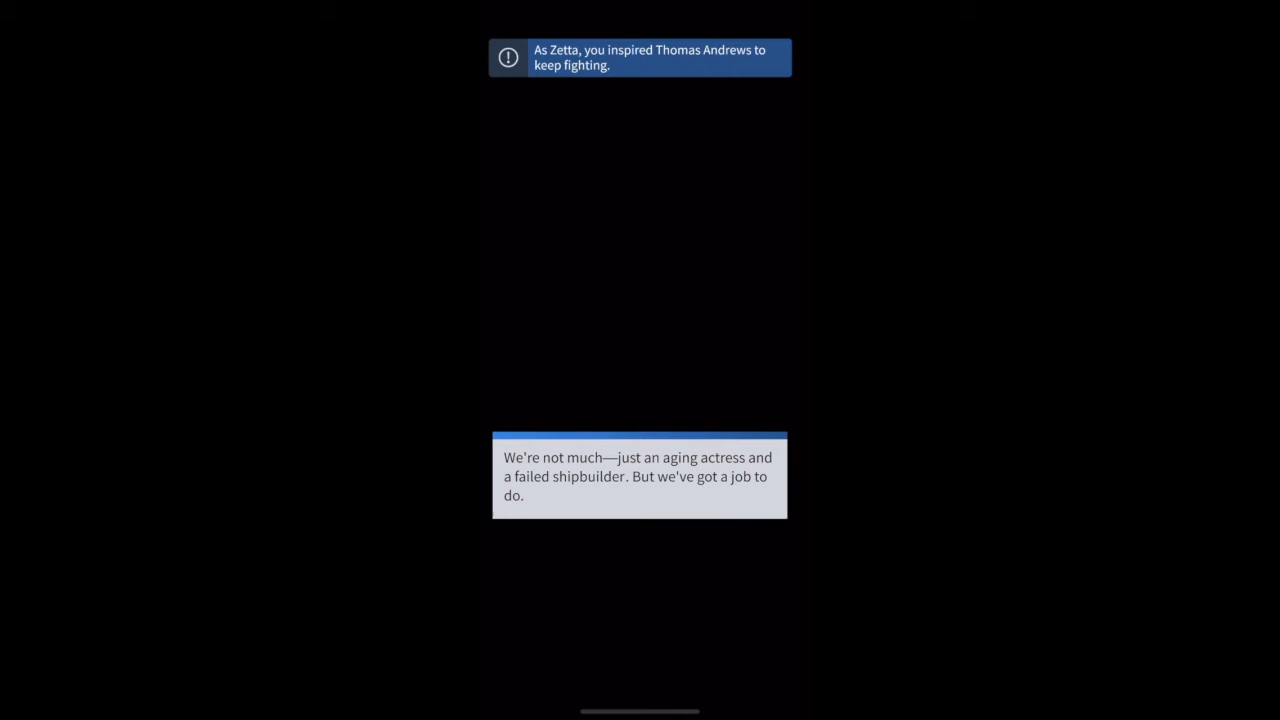 As Zetta, you inspired Thomas Andrews to
keep fighting.
We're not much—just an aging actress and
a failed shipbuilder. But we've got a job to
do.